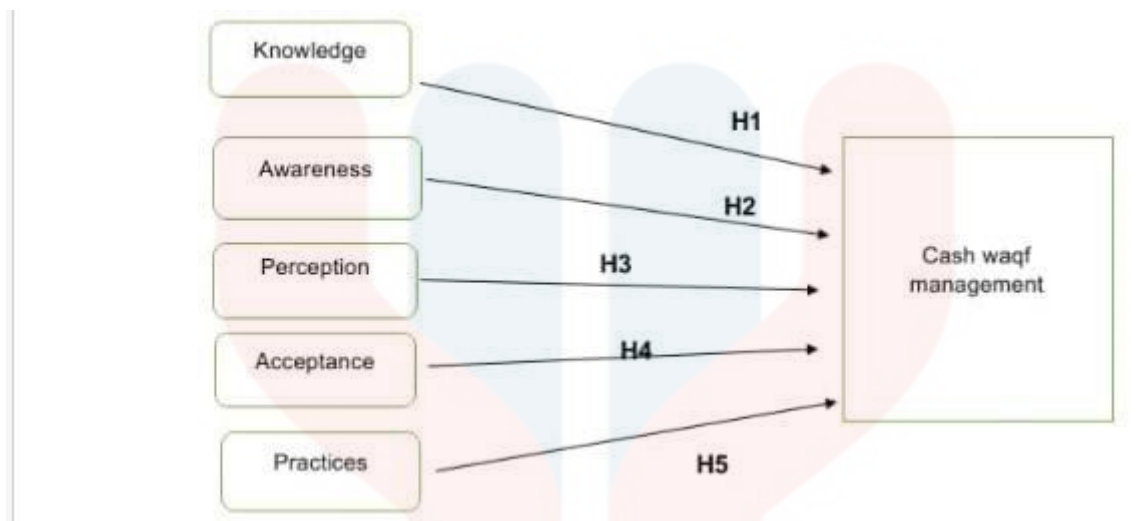 Knowledge
H1
Awareness
H2
Perception
H3
Cash waqf
management
Acceptance
H4
Practices
H5